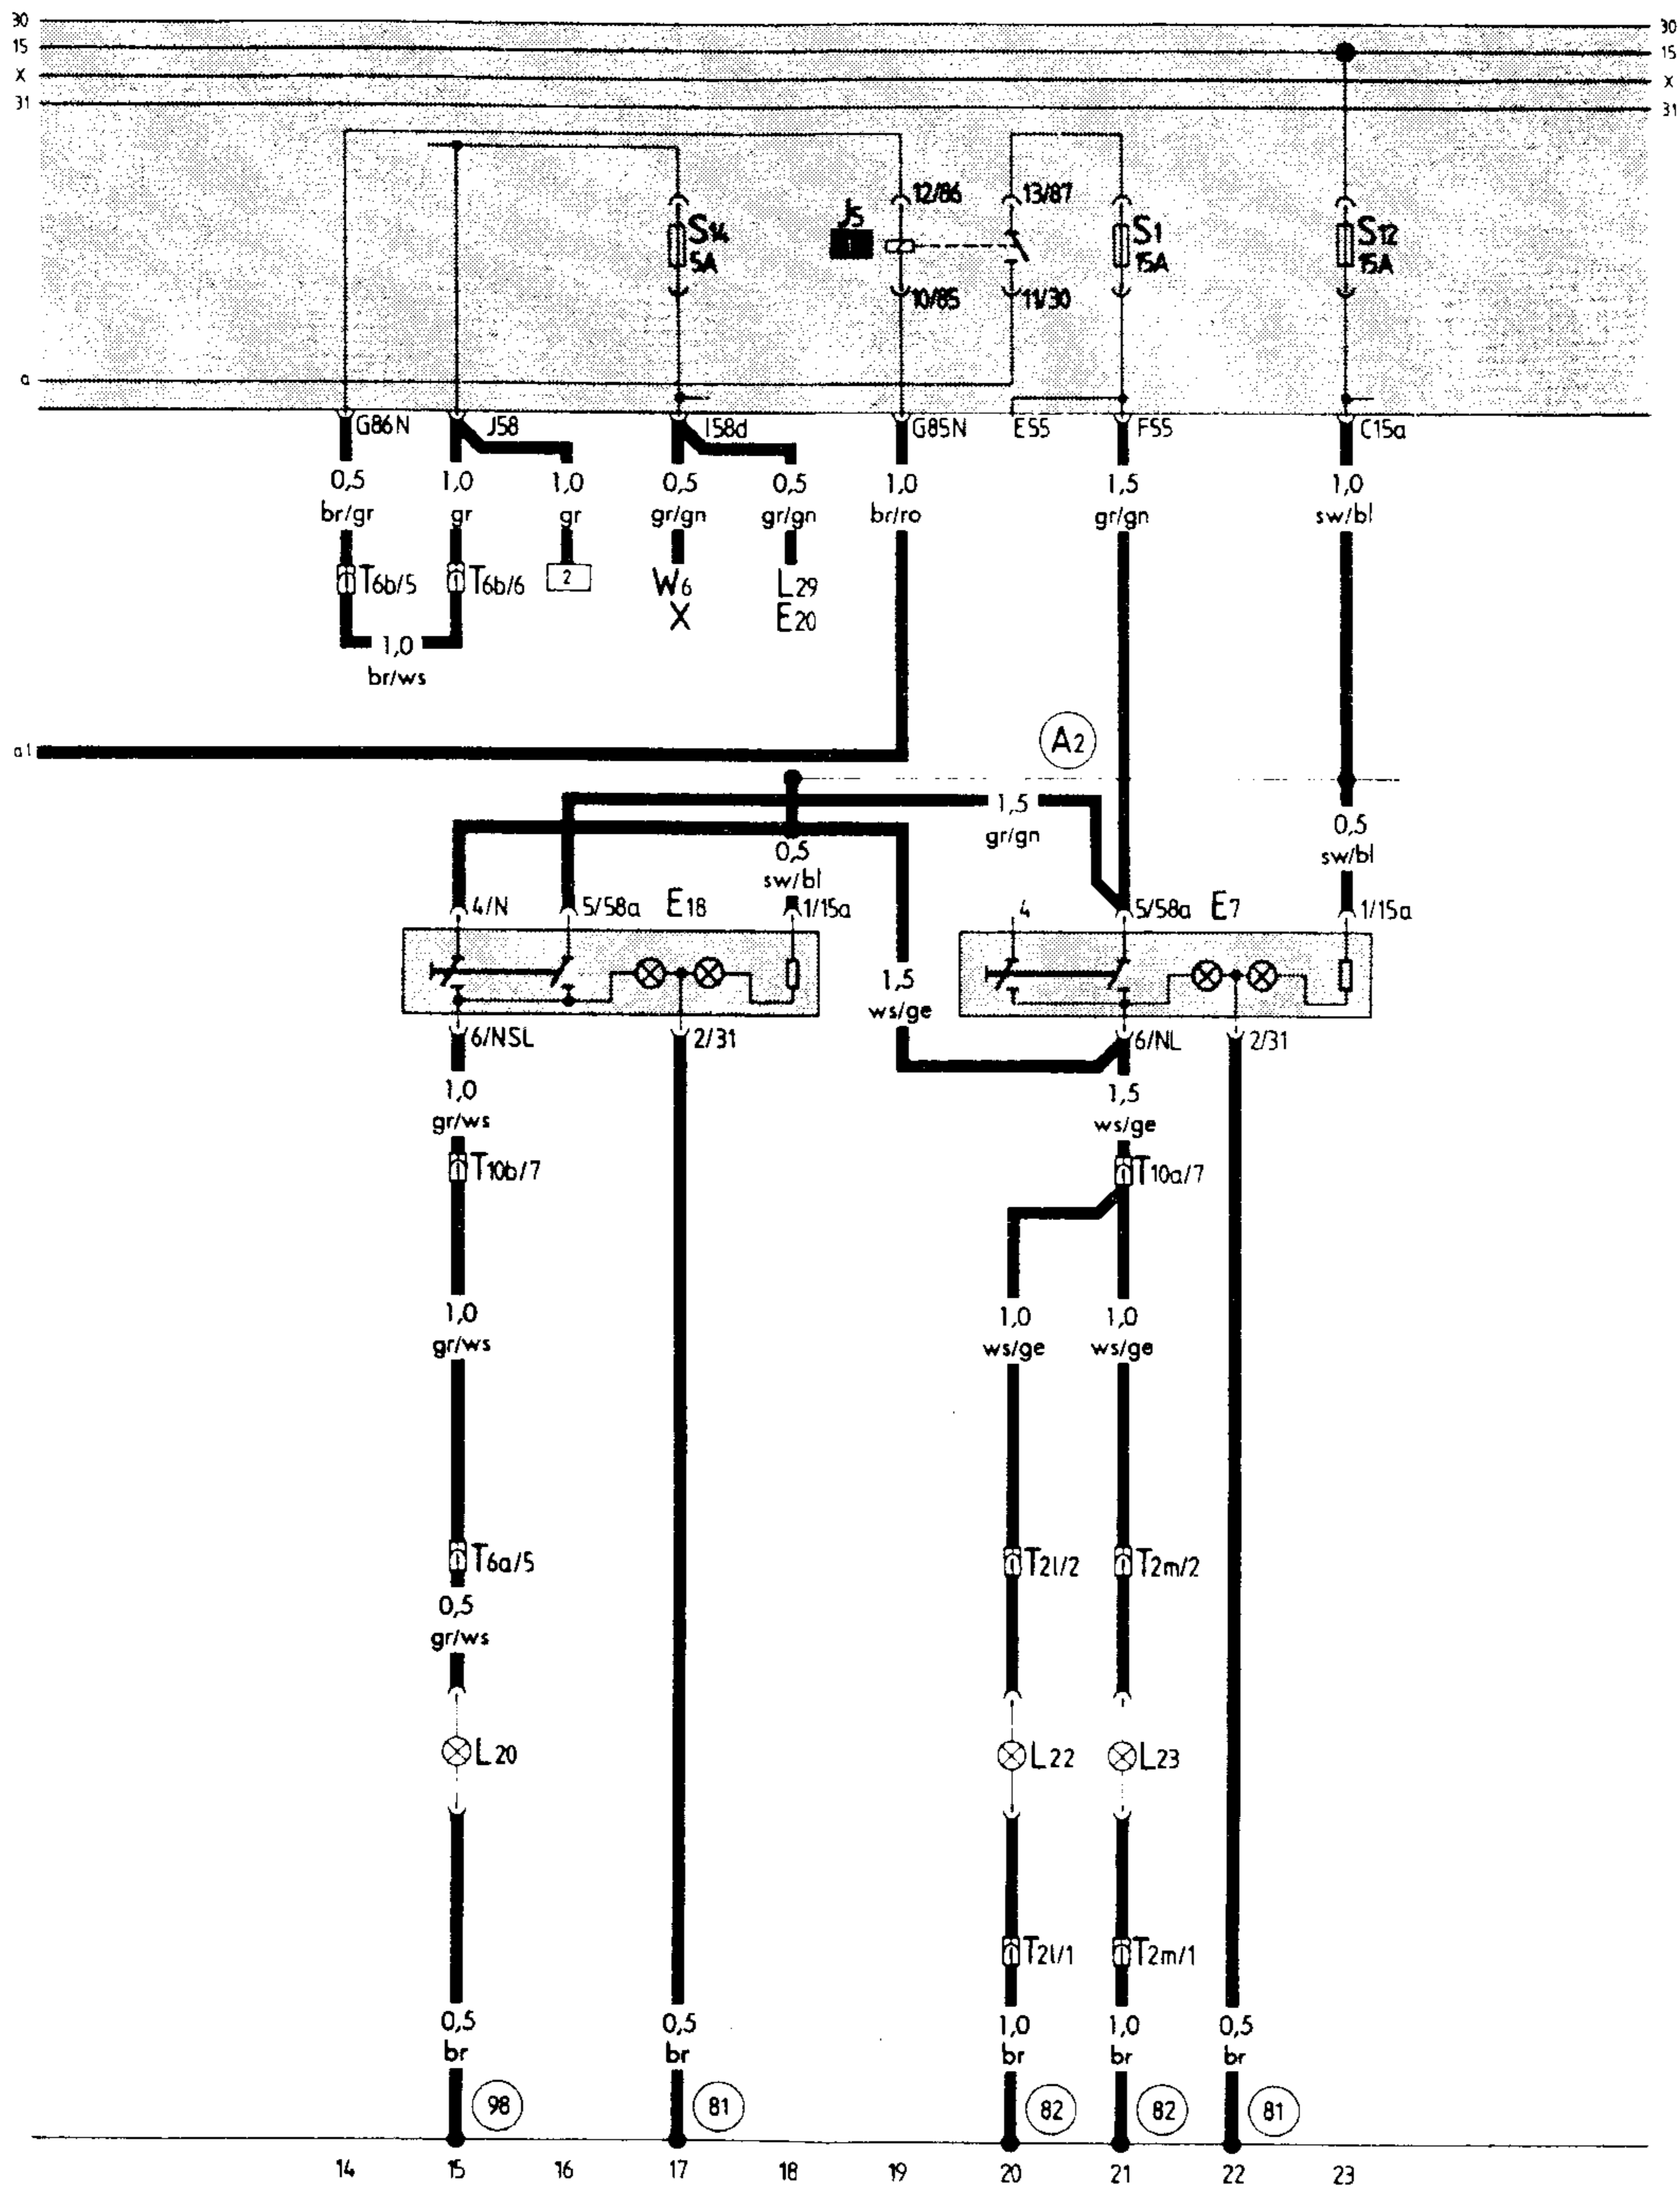 30 30
15 15
X X
31 31
12/86 13/87
J5
S14 S1 S12
5A 15A 15A
10/85 11/30
a
G86N J58 I58d G85N E55 F55 C15a
0,5 1,0 1,0 0,5 0,5 1,0 1,5 1,0
br/gr gr gr gr/gn gr/gn br/ro gr/gn sw/bl
T6b/5 T6b/6 2 W6 L29
X E20
1,0
br/ws
A2
a1
1,5
gr/gn
0,5 0,5
sw/bl sw/bl
4/N 5/58a E18 1/15a 4 5/58a E7 1/15a
1,5
ws/ge
6/NSL 2/31 6/NL 2/31
1,0 1,5
gr/ws ws/ge
T10b/7 T10a/7
1,0 1,0 1,0
gr/ws ws/ge ws/ge
T6a/5 T2l/2 T2m/2
0,5
gr/ws
L20 L22 L23
T2l/1 T2m/1
0,5 0,5 1,0 1,0 0,5
br br br br br
98 81 82 82 81
14 15 16 17 18 19 20 21 22 23